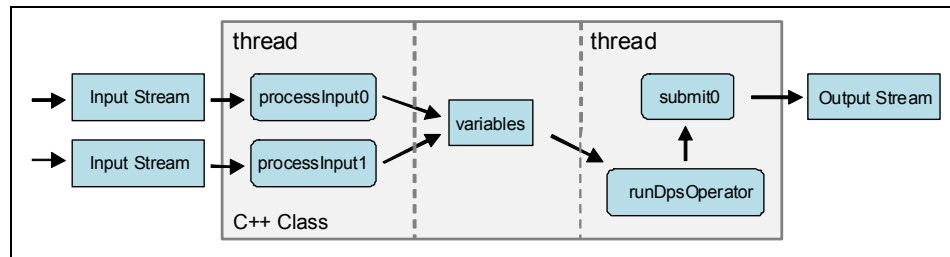 thread
thread
Input Stream
processInput0
submit0
Output Stream
variables
Input Stream
processInput1
runDpsOperator
C++ Class